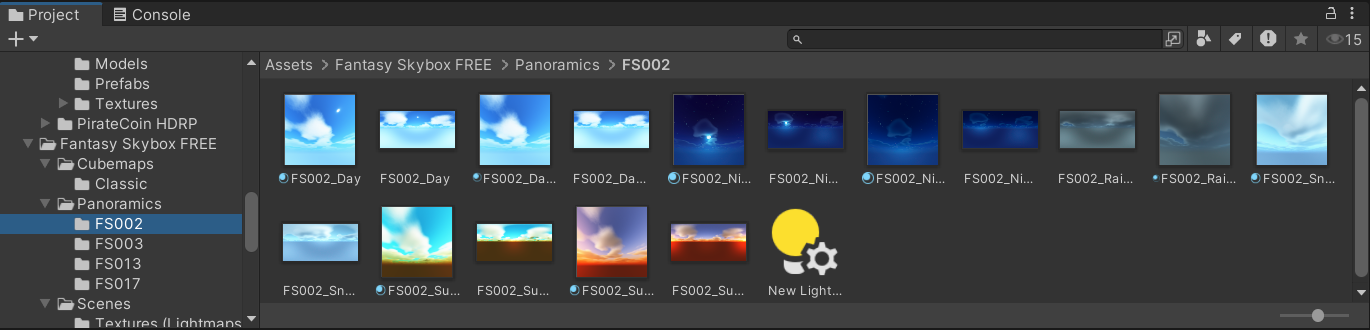 Project
Console
15
Models
Prefabs
Textures
PirateCoin HDRP
Fantasy Skybox FREE
Cubemaps
Classic
Panoramics
FS002
FS003
FS013
FS017
Scenes
Textures (Lightmaps
Assets > Fantasy Skybox FREE > Panoramics > FS002
FS002_Day FS002_Day FS002_Da... FS002_Da... FS002_Ni... FS002_Ni... FS002_Ni... FS002_Ni... FS002_Rai... FS002_Rai... FS002_Sn...
FS002_Sn... FS002_Su... FS002_Su... FS002_Su... FS002_Su... New Light...